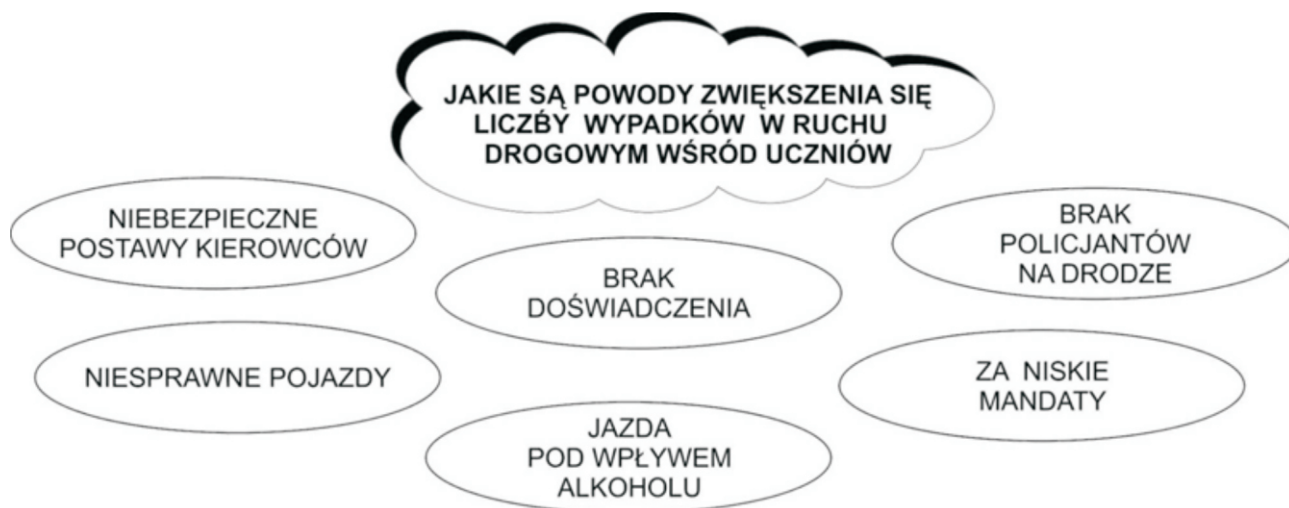 JAKIE SĄ POWODY ZWIĘKSZENIA SIĘ
LICZBY WYPADKÓW W RUCHU
DROGOWYM WŚRÓD UCZNIÓW
NIEBEZPIECZNE
POSTAWY KIEROWCÓW
BRAK
DOŚWIADCZENIA
BRAK
POLICJANTÓW
NA DRODZE
NIESPRAWNE POJAZDY
JAZDA
POD WPŁYWEM
ALKOHOLU
ZA NISKIE
MANDATY